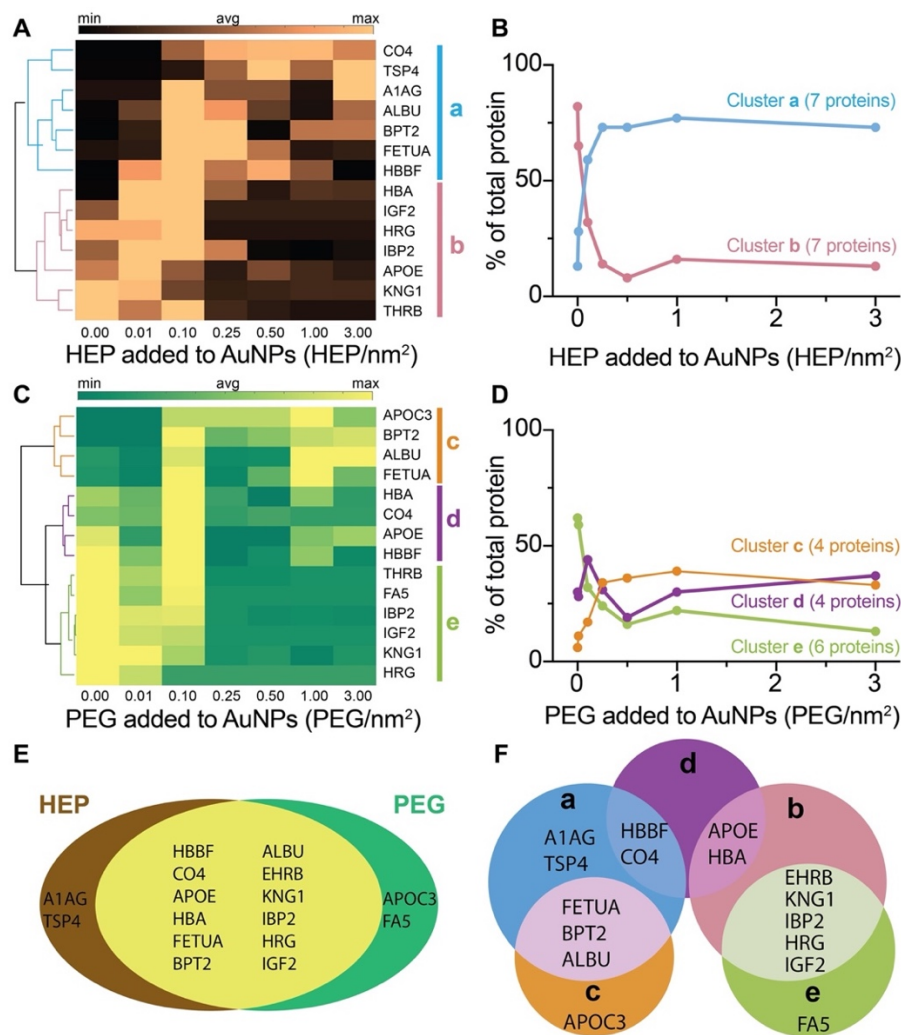 A
min avg max
CO4
TSP4
A1AG
ALBU
BPT2
FETUA
HBBF
HBA
IGF2
HRG
IBP2
APOE
KNG1
THRB
a
b
0.00 0.01 0.10 0.25 0.50 1.00 3.00
HEP added to AuNPs (HEP/nm²)
B
% of total protein
100
50
0
Cluster a (7 proteins)
Cluster b (7 proteins)
0 1 2 3
HEP added to AuNPs (HEP/nm²)
C
min avg max
APOC3
BPT2
ALBU
FETUA
HBA
CO4
APOE
HBBF
THRB
FA5
IBP2
IGF2
KNG1
HRG
c
d
e
0.00 0.01 0.10 0.25 0.50 1.00 3.00
PEG added to AuNPs (PEG/nm²)
D
% of total protein
100
50
0
Cluster c (4 proteins)
Cluster d (4 proteins)
Cluster e (6 proteins)
0 1 2 3
PEG added to AuNPs (PEG/nm²)
E
HEP PEG
A1AG
TSP4
HBBF ALBU
CO4 EHRB
APOE KNG1
HBA IBP2
FETUA HRG
BPT2 IGF2
APOC3
FA5
F
d
a
b
A1AG
TSP4
HBBF
CO4
APOE
HBA
FETUA
BPT2
ALBU
EHRB
KNG1
IBP2
HRG
IGF2
c
APOC3
e
FA5